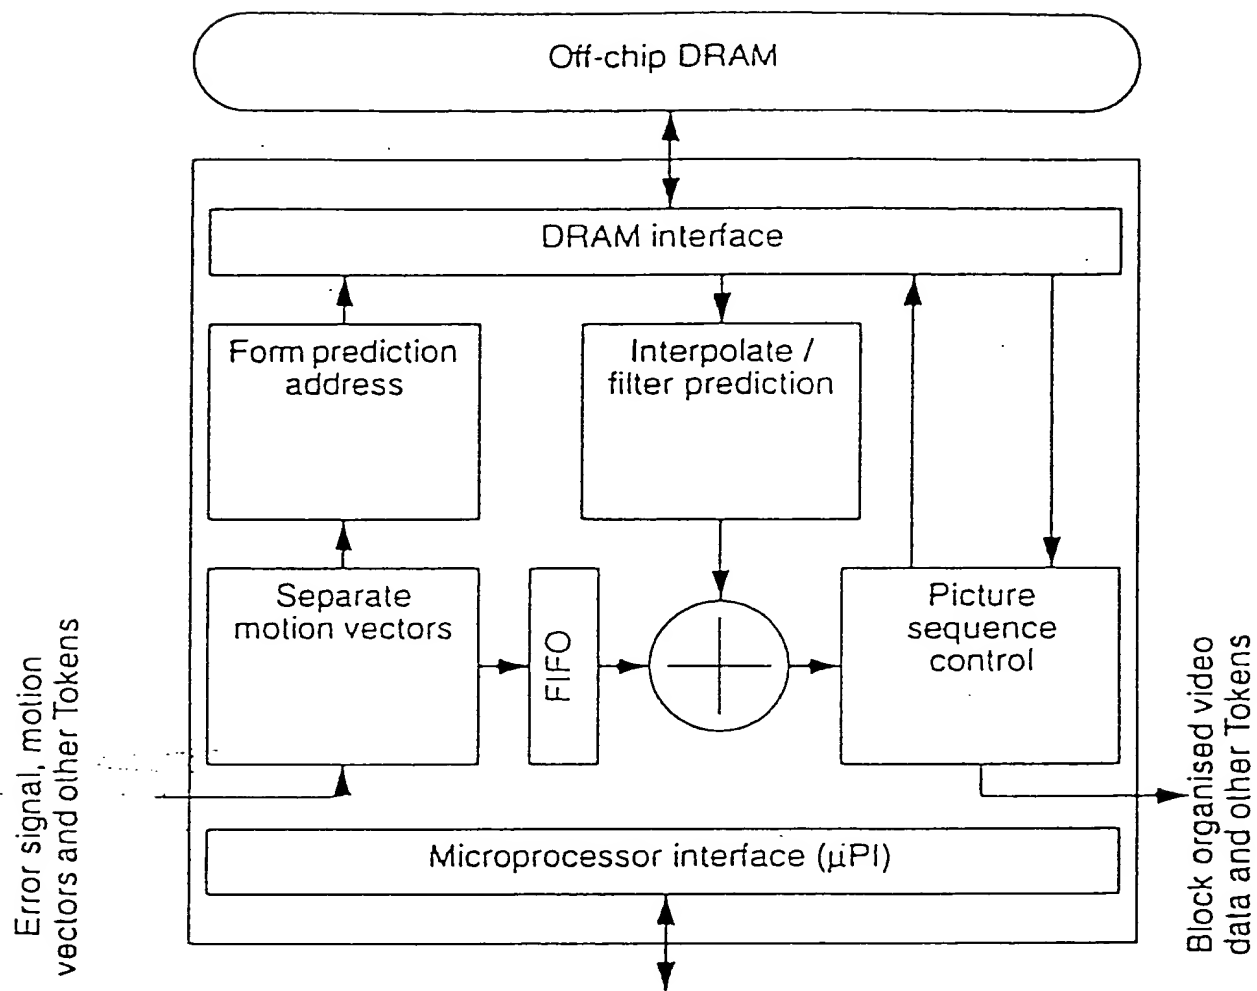 Off-chip DRAM
DRAM interface
Form prediction
address
Interpolate /
filter prediction
Separate
motion vectors
FIFO
Picture
sequence
control
Error signal, motion
vectors and other Tokens
Block organised video
data and other Tokens
Microprocessor interface (µPI)